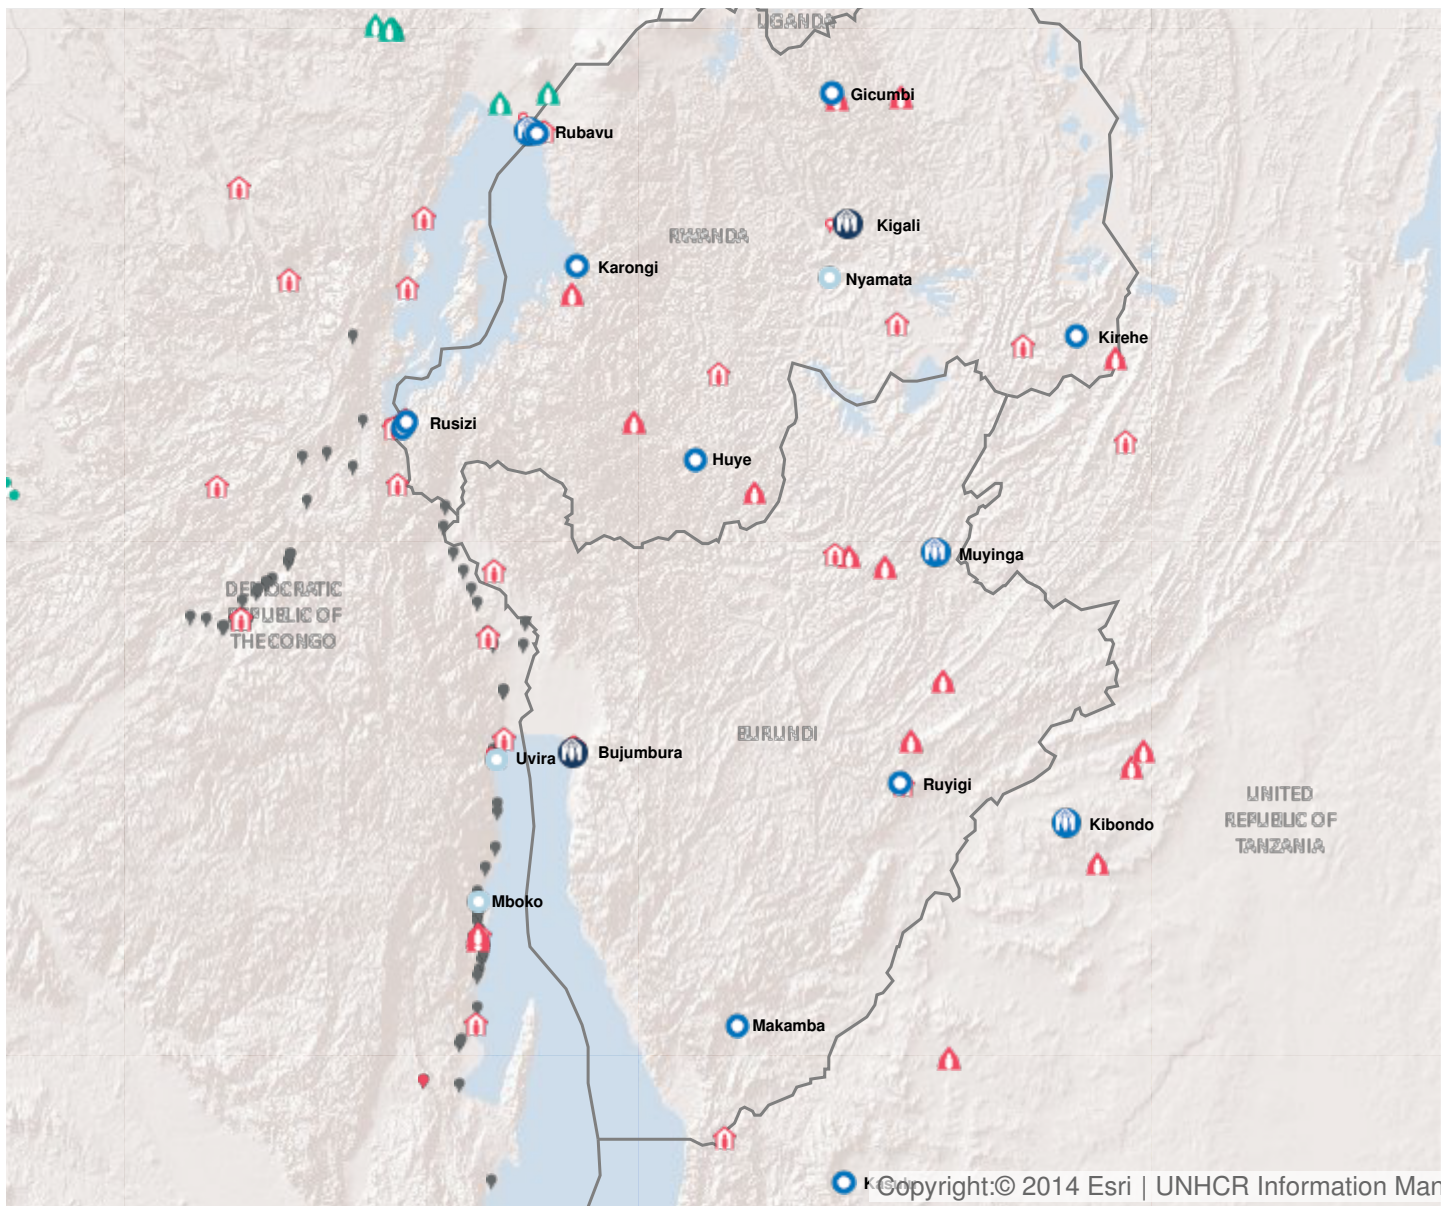 UGANDA
Gicumbi
Rubavu
Kigali
RWANDA
Karongi
Nyamata
Kirehe
Rusizi
Huye
Muyinga
DEMOCRATIC
REPUBLIC OF
THE CONGO
BURUNDI
Bujumbura
Uvira
Ruyigi
UNITED
REPUBLIC OF
TANZANIA
Kibondo
Mboko
Makamba
Kasulu
Copyright:© 2014 Esri | UNHCR Information Man